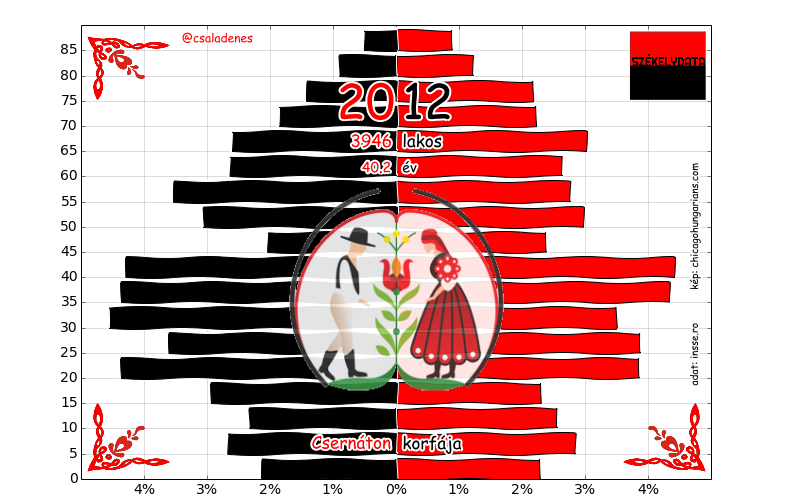 @csaladenes
SZÉKELYDATA
2012
3946 lakos
40.2 év
kép: chicagohungarians.com
adat: insse.ro
Csernáton korfája
85
80
75
70
65
60
55
50
45
40
35
30
25
20
15
10
5
0
4% 3% 2% 1% 0% 1% 2% 3% 4%